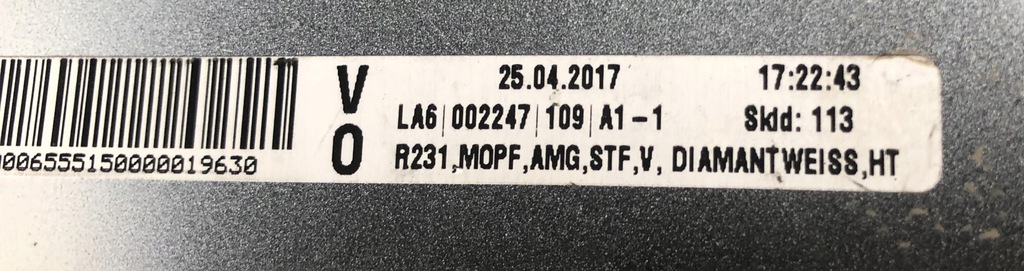 V 25.04.2017 17:22:43
LA6|002247|109|A1-1 SkId: 113
O R231,MOPF,AMG,STF,V, DIAMANTWEISS,HT
0006555150000019630